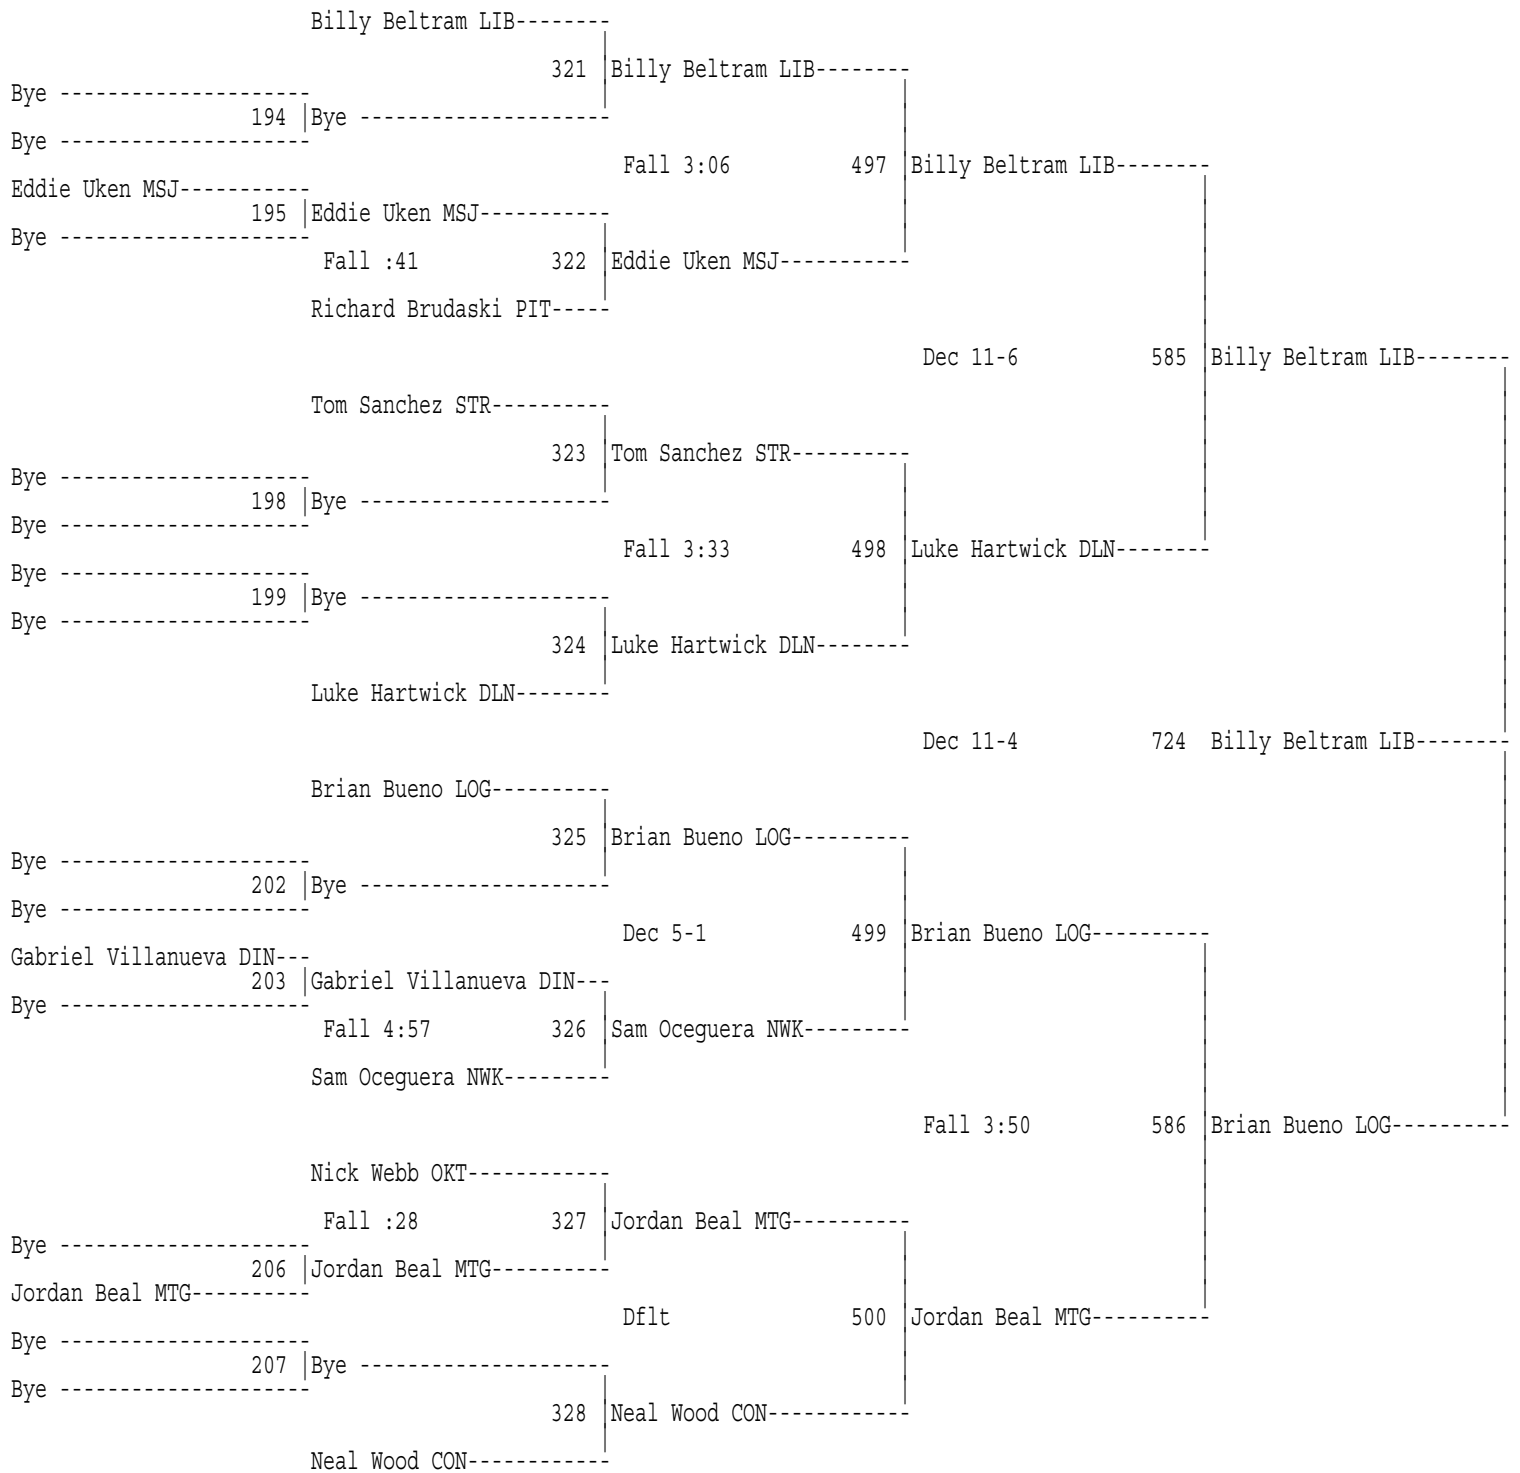 Billy Beltram LIB--------
321 |Billy Beltram LIB--------
Bye ---------------------
194 |Bye ---------------------
Bye ---------------------
Fall 3:06 497 |Billy Beltram LIB--------
Eddie Uken MSJ-----------
195 |Eddie Uken MSJ-----------
Bye ---------------------
Fall :41 322 |Eddie Uken MSJ-----------
Richard Brudaski PIT-----
Dec 11-6 585 |Billy Beltram LIB--------
Tom Sanchez STR----------
323 |Tom Sanchez STR----------
Bye ---------------------
198 |Bye ---------------------
Bye ---------------------
Fall 3:33 498 |Luke Hartwick DLN--------
Bye ---------------------
199 |Bye ---------------------
Bye ---------------------
324 |Luke Hartwick DLN--------
Luke Hartwick DLN--------
Dec 11-4 724 Billy Beltram LIB--------
Brian Bueno LOG----------
325 |Brian Bueno LOG----------
Bye ---------------------
202 |Bye ---------------------
Bye ---------------------
Dec 5-1 499 |Brian Bueno LOG----------
Gabriel Villanueva DIN---
203 |Gabriel Villanueva DIN---
Bye ---------------------
Fall 4:57 326 |Sam Oceguera NWK---------
Sam Oceguera NWK---------
Fall 3:50 586 |Brian Bueno LOG----------
Nick Webb OKT------------
Fall :28 327 |Jordan Beal MTG----------
Bye ---------------------
206 |Jordan Beal MTG----------
Jordan Beal MTG----------
Dflt 500 |Jordan Beal MTG----------
Bye ---------------------
207 |Bye ---------------------
Bye ---------------------
328 |Neal Wood CON------------
Neal Wood CON------------